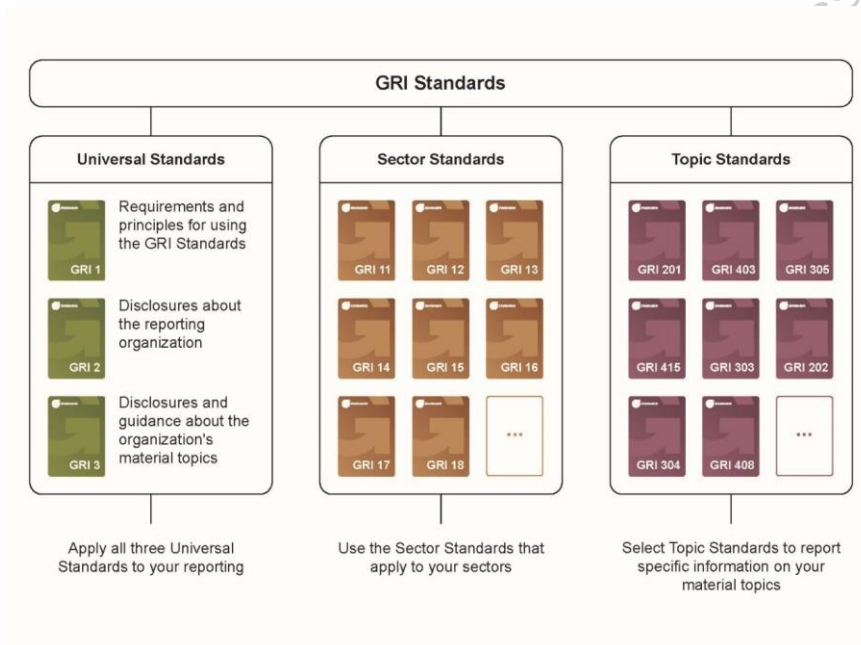 GRI Standards
Universal Standards
GRI 1
Requirements and
principles for using
the GRI Standards
GRI 2
Disclosures about
the reporting
organization
GRI 3
Disclosures and
guidance about the
organization's
material topics
Apply all three Universal
Standards to your reporting
Sector Standards
GRI 11 GRI 12 GRI 13
GRI 14 GRI 15 GRI 16
GRI 17 GRI 18 ...
Use the Sector Standards that
apply to your sectors
Topic Standards
GRI 201 GRI 403 GRI 305
GRI 415 GRI 303 GRI 202
GRI 304 GRI 408 ...
Select Topic Standards to report
specific information on your
material topics